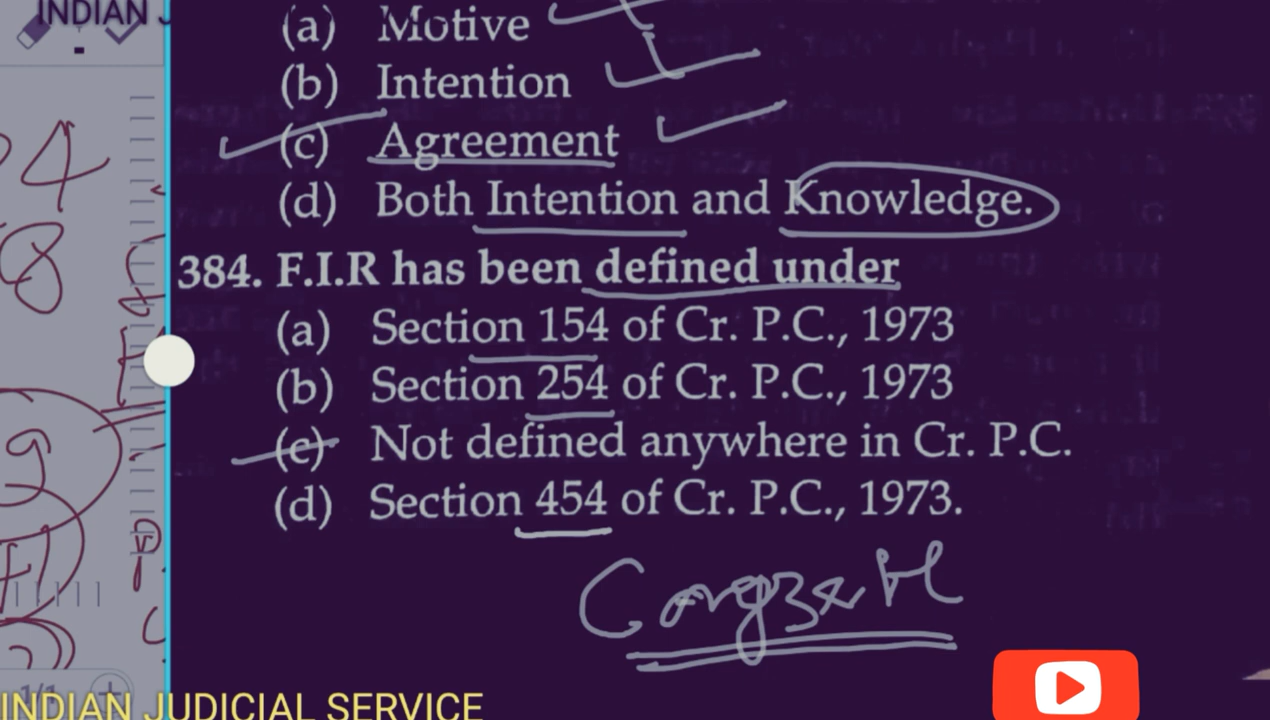 INDIAN J
(a) Motive
(b) Intention
(c) Agreement
(d) Both Intention and Knowledge.
384. F.I.R has been defined under
(a) Section 154 of Cr. P.C., 1973
(b) Section 254 of Cr. P.C., 1973
(c) Not defined anywhere in Cr. P.C.
(d) Section 454 of Cr. P.C., 1973.
INDIAN JUDICIAL SERVICE